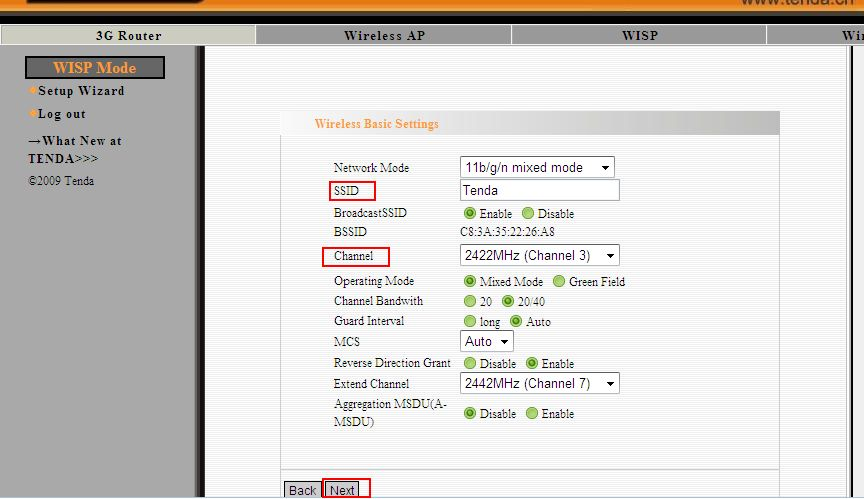 www.tenda.cn
3G Router
Wireless AP
WISP
WISP Mode
Setup Wizard
Log out
→What New at
TENDA>>>
©2009 Tenda
Wireless Basic Settings
Network Mode 11b/g/n mixed mode
SSID Tenda
BroadcastSSID Enable Disable
BSSID C8:3A:35:22:26:A8
Channel 2422MHz (Channel 3)
Operating Mode Mixed Mode Green Field
Channel Bandwith 20 20/40
Guard Interval long Auto
MCS Auto
Reverse Direction Grant Disable Enable
Extend Channel 2442MHz (Channel 7)
Aggregation MSDU(A-
MSDU) Disable Enable
Back Next